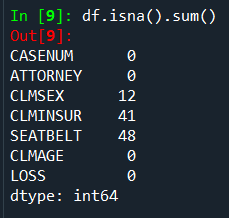 In [9]: df.isna().sum()
Out[9]:
CASENUM      0
ATTORNEY     0
CLMSEX      12
CLMINSUR    41
SEATBELT    48
CLMAGE       0
LOSS         0
dtype: int64